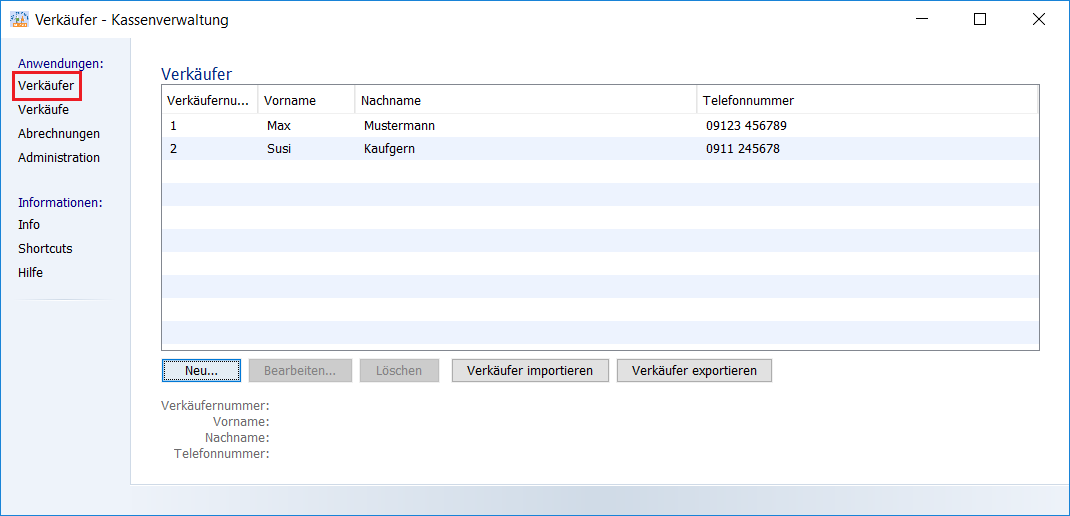 Verkäufer - Kassenverwaltung
Anwendungen:
Verkäufer
Verkäufe
Abrechnungen
Administration
Informationen:
Info
Shortcuts
Hilfe
Verkäufer
Verkäufernu... Vorname Nachname Telefonnummer
1 Max Mustermann 09123 456789
2 Susi Kaufgern 0911 245678
Neu... Bearbeiten... Löschen Verkäufer importieren Verkäufer exportieren
Verkäufernummer:
Vorname:
Nachname:
Telefonnummer: